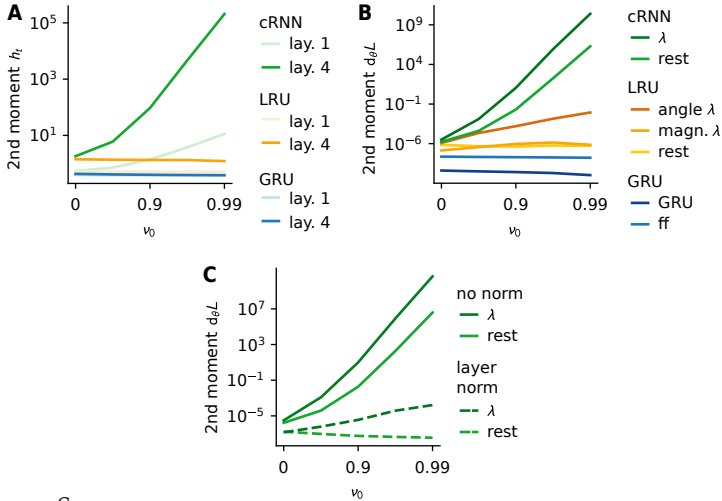 A
2nd moment h_t
10^5
10^3
10^1
0
0.9
0.99
ν_0
cRNN
lay. 1
lay. 4
LRU
lay. 1
lay. 4
GRU
lay. 1
lay. 4
B
2nd moment d_θL
10^9
10^4
10^−1
10^−6
0
0.9
0.99
ν_0
cRNN
λ
rest
LRU
angle λ
magn. λ
rest
GRU
GRU
ff
C
2nd moment d_θL
10^7
10^3
10^−1
10^−5
0
0.9
0.99
ν_0
no norm
λ
rest
layer
norm
λ
rest